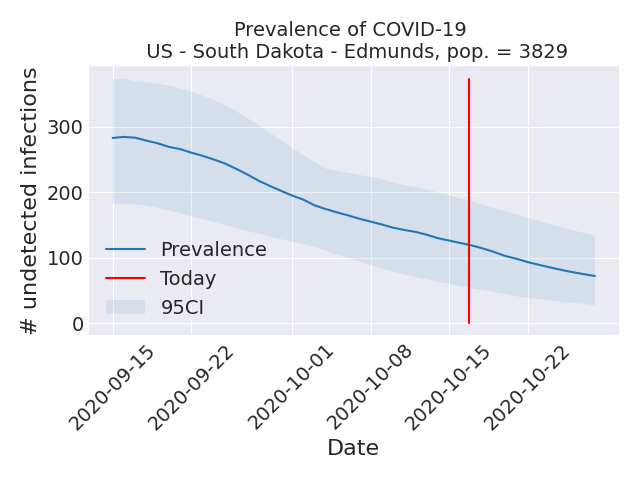 Prevalence of COVID-19
US - South Dakota - Edmunds, pop. = 3829
# undetected infections
300
200
100
0
Prevalence
Today
95CI
2020-09-15
2020-09-22
2020-10-01
2020-10-08
2020-10-15
2020-10-22
Date